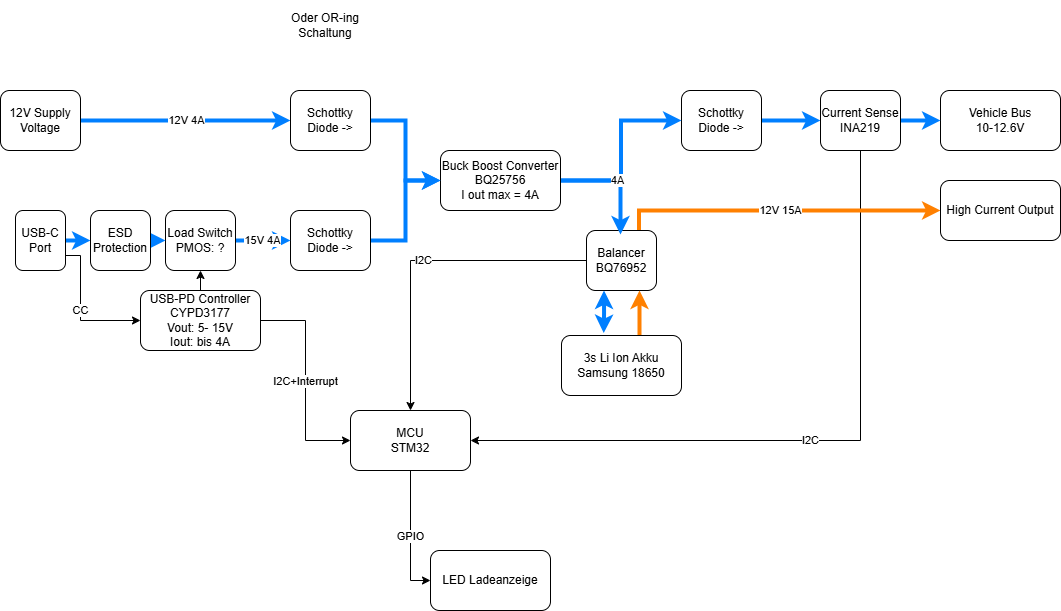 Oder OR-ing
Schaltung
12V Supply
Voltage
12V 4A
Schottky
Diode ->
Schottky
Diode ->
Current Sense
INA219
Vehicle Bus
10-12.6V
Buck Boost Converter
BQ25756
I out max = 4A
4A
12V 15A
High Current Output
USB-C
Port
ESD
Protection
Load Switch
PMOS: ?
15V 4A
Schottky
Diode ->
Balancer
BQ76952
I2C
CC
USB-PD Controller
CYPD3177
Vout: 5- 15V
Iout: bis 4A
3s Li Ion Akku
Samsung 18650
I2C+Interrupt
MCU
STM32
I2C
GPIO
LED Ladeanzeige